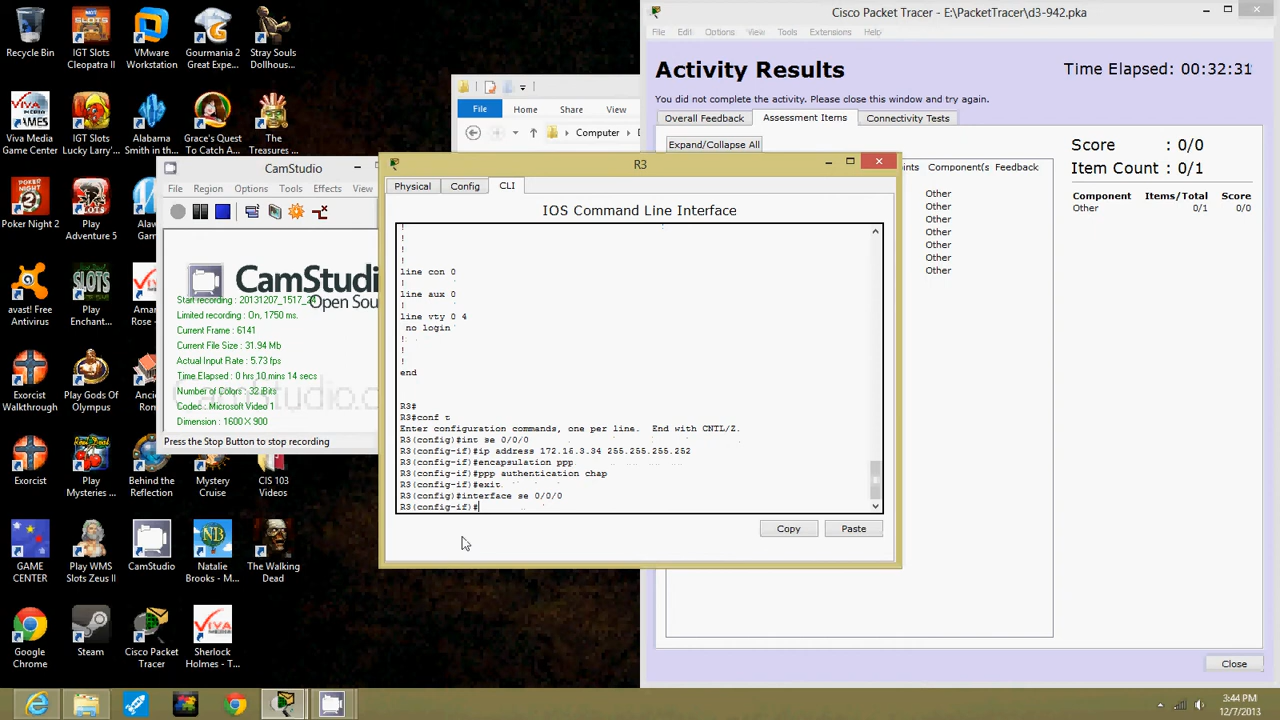 Recycle Bin
IGT Slots Cleopatra II
VMware Workstation
Gourmania 2 Great Expe...
Stray Souls Dollhous...
Viva Media Game Center
IGT Slots Lucky Larry'...
Alabama Smith in th...
Grace's Quest To Catch A...
The Treasures ...
Poker Night 2
Play Adventure 5
Alaw
Gam
avast! Free Antivirus
Play Enchant...
Aman
Rose -
Exorcist Walkthrough
Play Gods Of Olympus
Anci
Ro
Exorcist
Play Mysteries ...
Behind the Reflection
Mystery Cruise
CIS 103 Videos
GAME CENTER
Play WMS Slots Zeus II
CamStudio
Natalie Brooks - M...
The Walking Dead
Google Chrome
Steam
Cisco Packet Tracer
Sherlock Holmes - T...
File Home Share View
Computer
CamStudio
File Region Options Tools Effects View
CamStudi
Open Sou
Start recording : 20131207_1517_34
Limited recording : On, 1750 ms.
Current Frame : 6141
Current File Size : 31.94 Mb
Actual Input Rate : 5.73 fps
Time Elapsed : 0 hrs 10 mins 14 secs
Number of Colors : 32 Bits
Codec : Microsoft Video 1
Dimension : 1600 X 900
CamStudio.o
Press the Stop Button to stop recording
R3
Physical Config CLI
IOS Command Line Interface
!
!
!
!
line con 0
!
line aux 0
!
line vty 0 4
no login
!
!
!
end
R3#
R3#conf t
Enter configuration commands, one per line. End with CNTL/Z.
R3(config)#int se 0/0/0
R3(config-if)#ip address 172.16.3.34 255.255.255.252
R3(config-if)#encapsulation ppp
R3(config-if)#ppp authentication chap
R3(config-if)#exit
R3(config)#interface se 0/0/0
R3(config-if)#
Copy Paste
Cisco Packet Tracer - E:\PacketTracer\d3-942.pka
File Edit Options View Tools Extensions Help
Activity Results
Time Elapsed: 00:32:31
You did not complete the activity. Please close this window and try again.
Overall Feedback Assessment Items Connectivity Tests
Expand/Collapse All
oints Component(s Feedback
Other
Other
Other
Other
Other
Other
Other
Score : 0/0
Item Count : 0/1
Component Items/Total Score
Other 0/1 0/0
Close
3:44 PM
12/7/2013